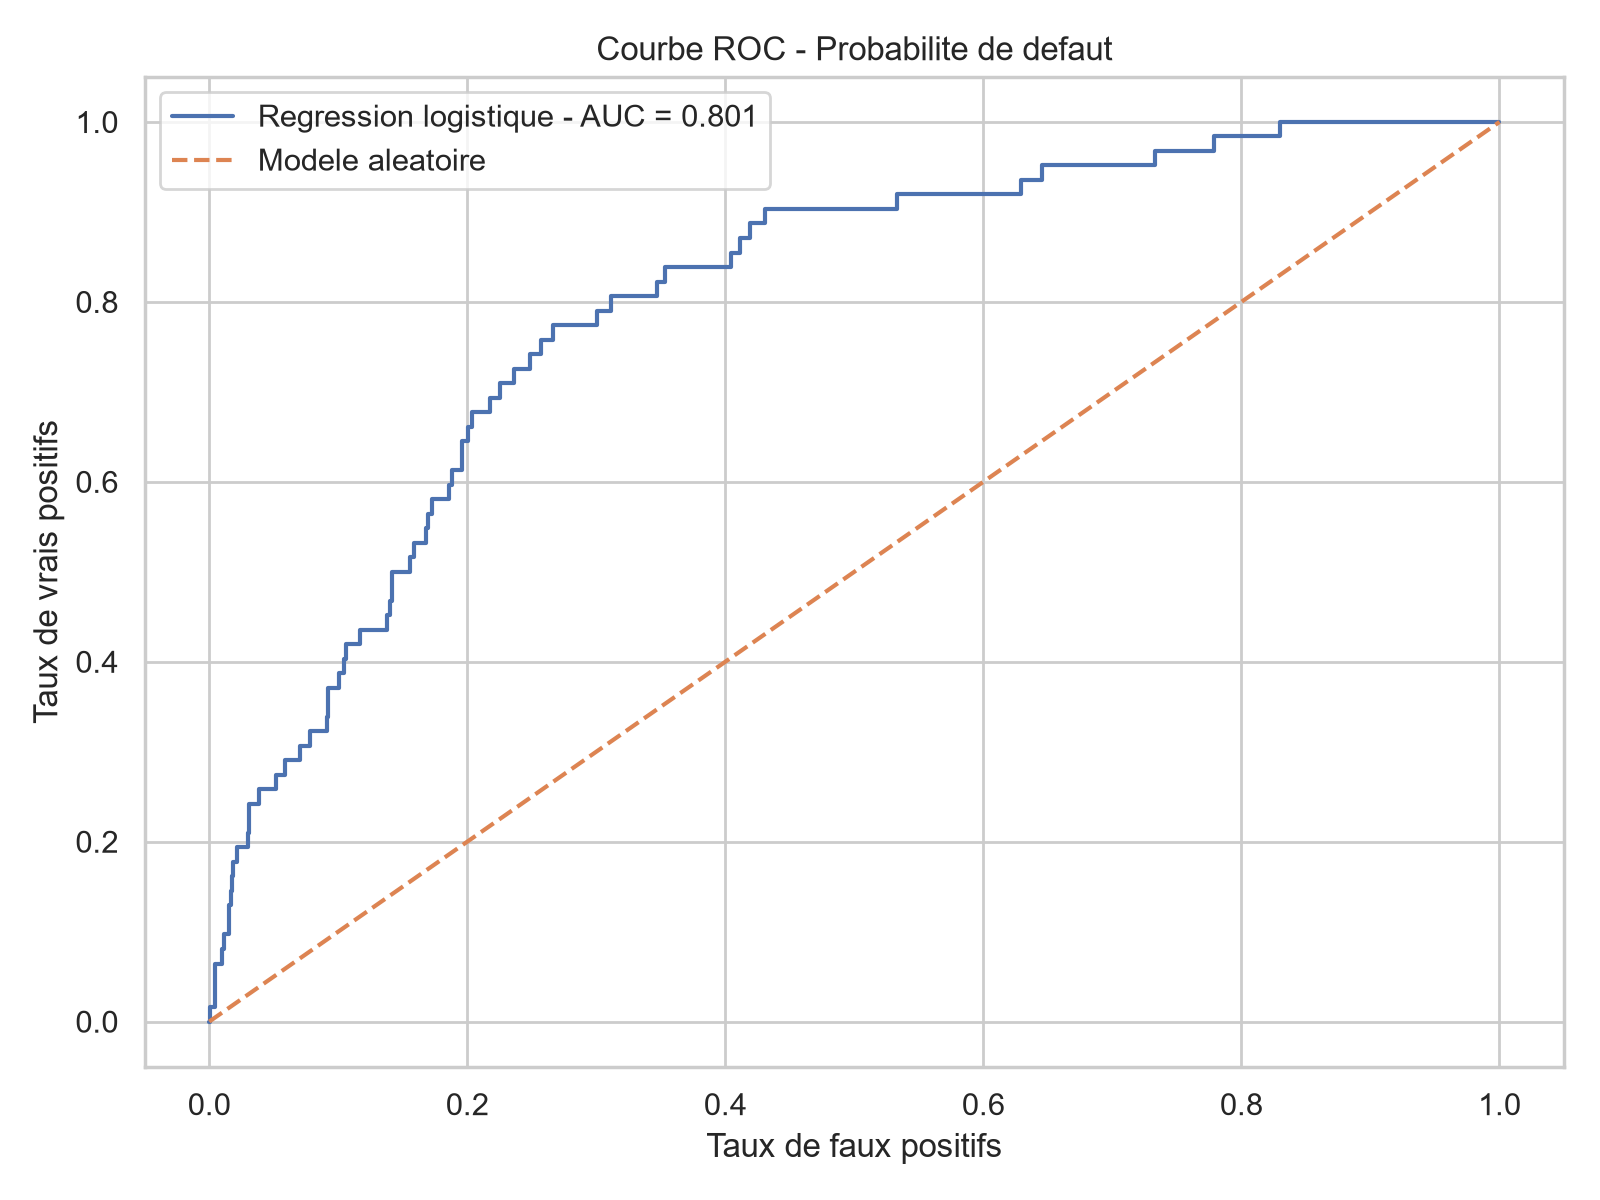 Courbe ROC - Probabilite de defaut
Regression logistique - AUC = 0.801
Modele aleatoire
1.0
0.8
0.6
0.4
0.2
0.0
Taux de vrais positifs
0.0 0.2 0.4 0.6 0.8 1.0
Taux de faux positifs